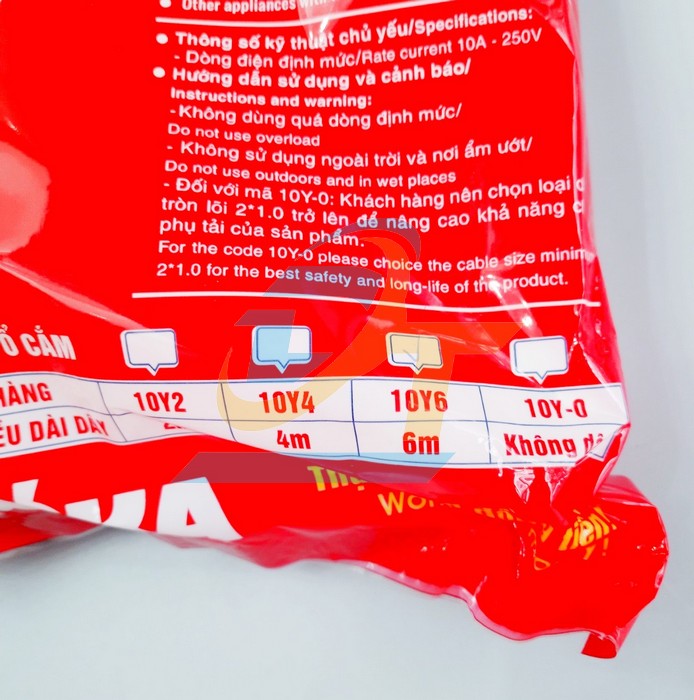 Other appliances with
• Thông số kỹ thuật chủ yếu/Specifications:
- Dòng điện định mức/Rate current 10A - 250V
• Hướng dẫn sử dụng và cảnh báo/
Instructions and warning:
-Không dùng quá dòng định mức/
Do not use overload
- Không sử dụng ngoài trời và nơi ẩm ướt/
Do not use outdoors and in wet places
- Đối với mã 10Y-0: Khách hàng nên chọn loại
tròn lõi 2*1.0 trở lên để nâng cao khả năng
phụ tải của sản phẩm.
For the code 10Y-0 please choice the cable size minim
2*1.0 for the best safety and long-life of the product.
Ổ CẮM
HÀNG 10Y2 10Y4 10Y6 10Y-0
ỀU DÀI DÂY 4m 6m Không